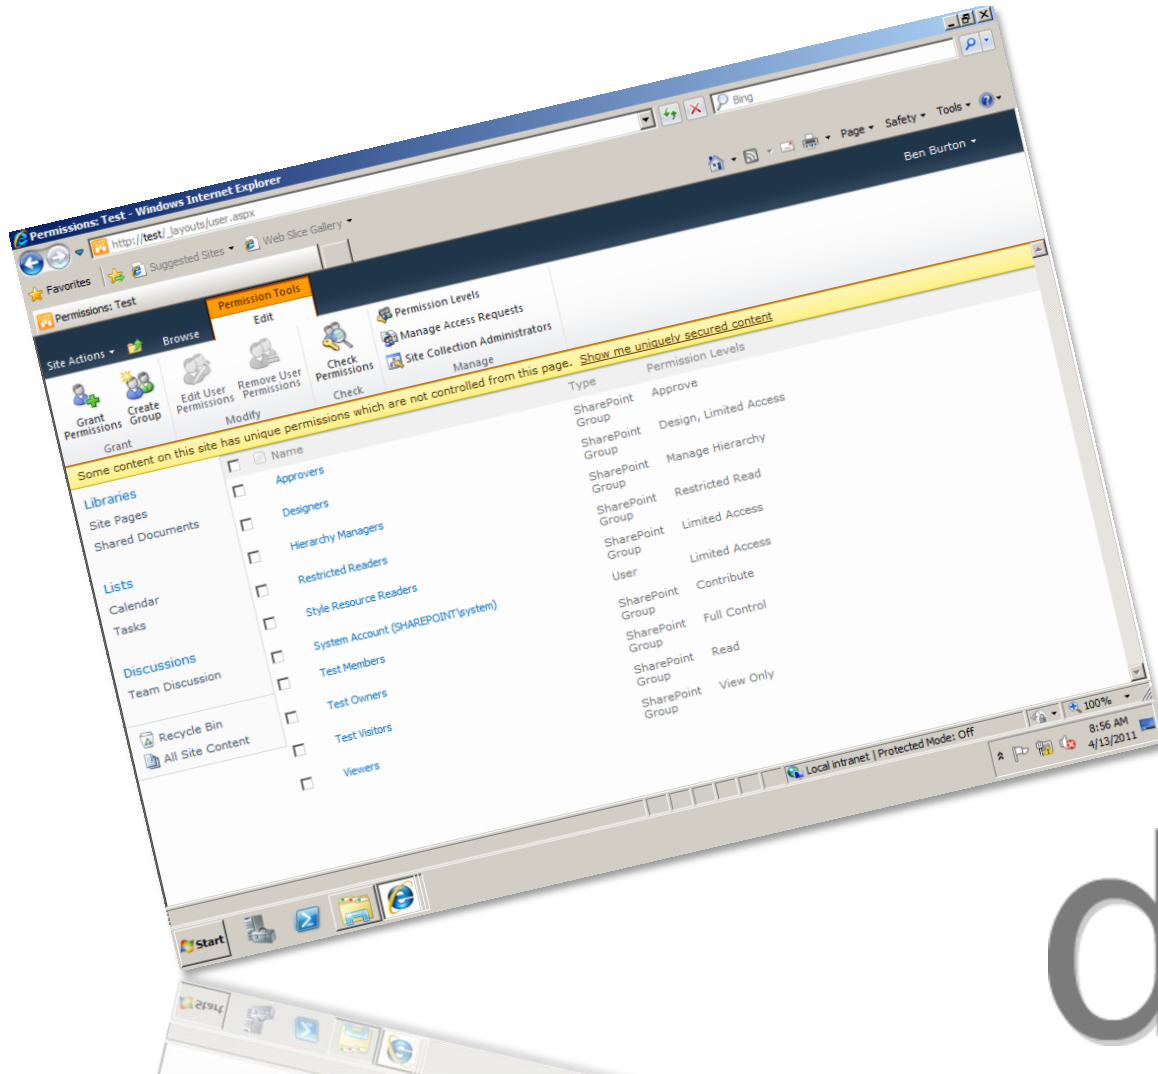 Permissions: Test - Windows Internet Explorer
http://test/_layouts/user.aspx
Bing
Favorites
Suggested Sites
Web Slice Gallery
Permissions: Test
Page
Safety
Tools
Ben Burton
Site Actions
Browse
Permission Tools
Edit
Grant Permissions
Create Group
Grant
Edit User Permissions
Remove User Permissions
Modify
Check Permissions
Check
Permission Levels
Manage Access Requests
Site Collection Administrators
Manage
Some content on this site has unique permissions which are not controlled from this page. Show me uniquely secured content
Libraries
Site Pages
Shared Documents
Lists
Calendar
Tasks
Discussions
Team Discussion
Recycle Bin
All Site Content
Name Type Permission Levels
Approvers SharePoint Group Approve
Designers SharePoint Group Design, Limited Access
Hierarchy Managers SharePoint Group Manage Hierarchy
Restricted Readers SharePoint Group Restricted Read
Style Resource Readers SharePoint Group Limited Access
System Account (SHAREPOINT\system) User Limited Access
Test Members SharePoint Group Contribute
Test Owners SharePoint Group Full Control
Test Visitors SharePoint Group Read
Viewers SharePoint Group View Only
Local intranet | Protected Mode: Off
100%
Start
8:56 AM
4/13/2011
d